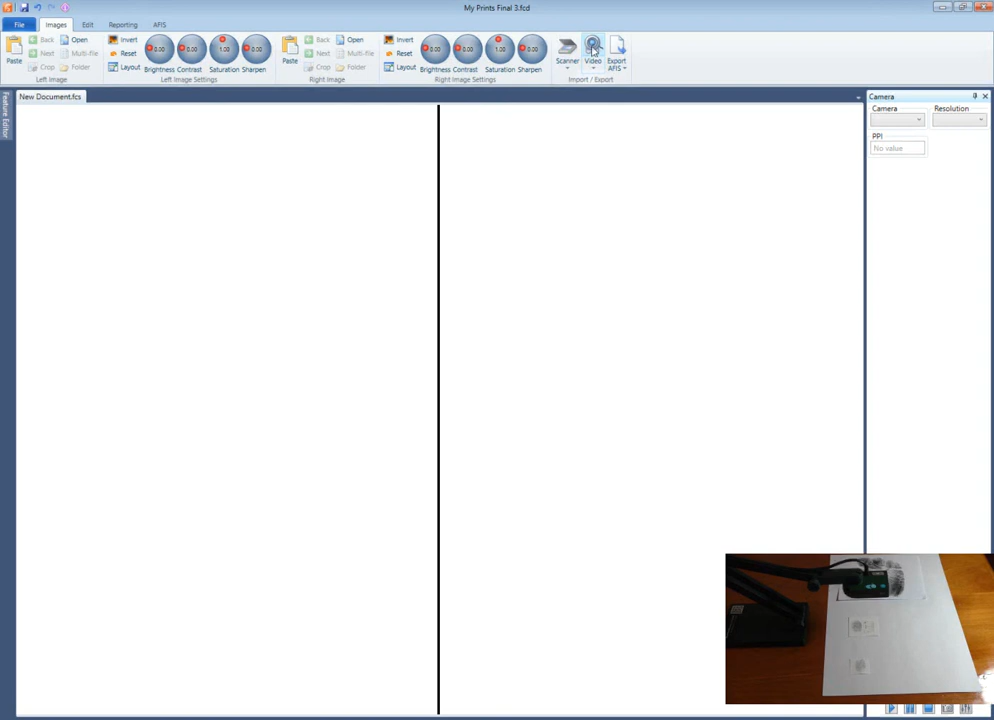 My Prints Final 3.fcd
File Images Edit Reporting AFIS
Paste Back Next Crop Open Multi-file Folder
Left Image
Invert Reset Layout 0.00 0.00 1.00 0.00
Brightness Contrast Saturation Sharpen
Left Image Settings
Paste Back Next Crop Open Multi-file Folder
Right Image
Invert Reset Layout 0.00 0.00 1.00 0.00
Brightness Contrast Saturation Sharpen
Right Image Settings
Scanner Video Export AFIS
Import / Export
Feature Editor
New Document.fcs
Camera
Camera Resolution
PPI
No value